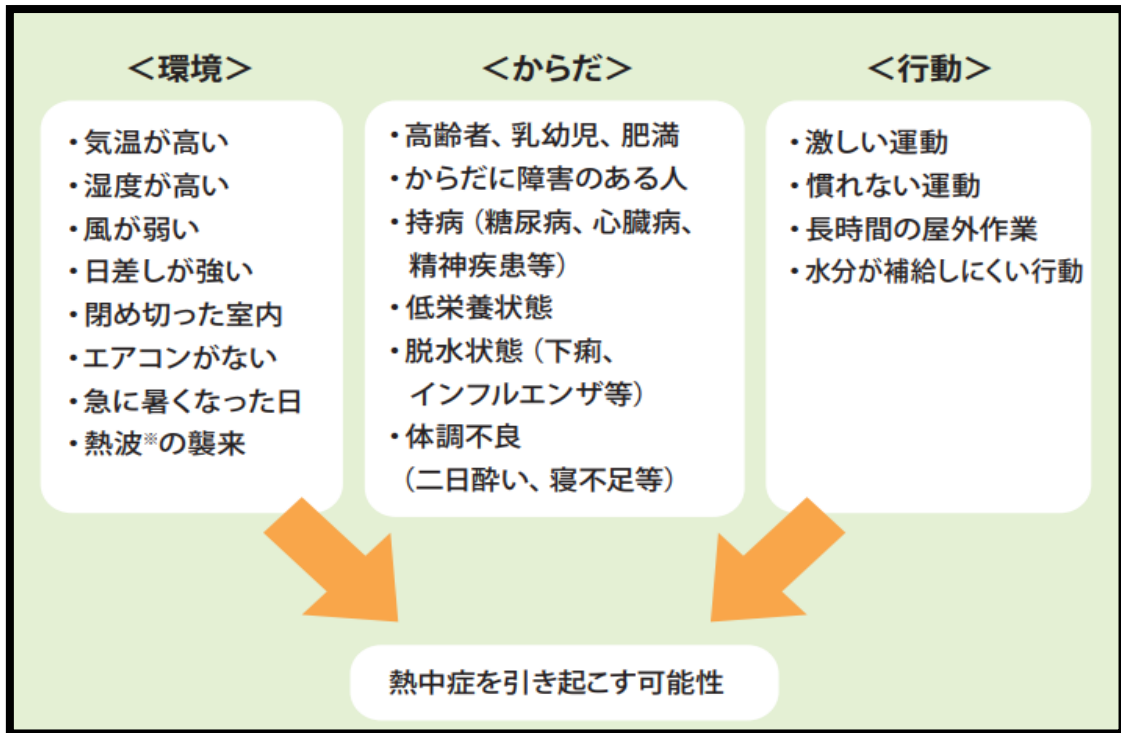 ＜環境＞
・気温が高い
・湿度が高い
・風が弱い
・日差しが強い
・閉め切った室内
・エアコンがない
・急に暑くなった日
・熱波※の襲来
＜からだ＞
・高齢者、乳幼児、肥満
・からだに障害のある人
・持病（糖尿病、心臓病、
精神疾患等）
・低栄養状態
・脱水状態（下痢、
インフルエンザ等）
・体調不良
（二日酔い、寝不足等）
＜行動＞
・激しい運動
・慣れない運動
・長時間の屋外作業
・水分が補給しにくい行動
熱中症を引き起こす可能性